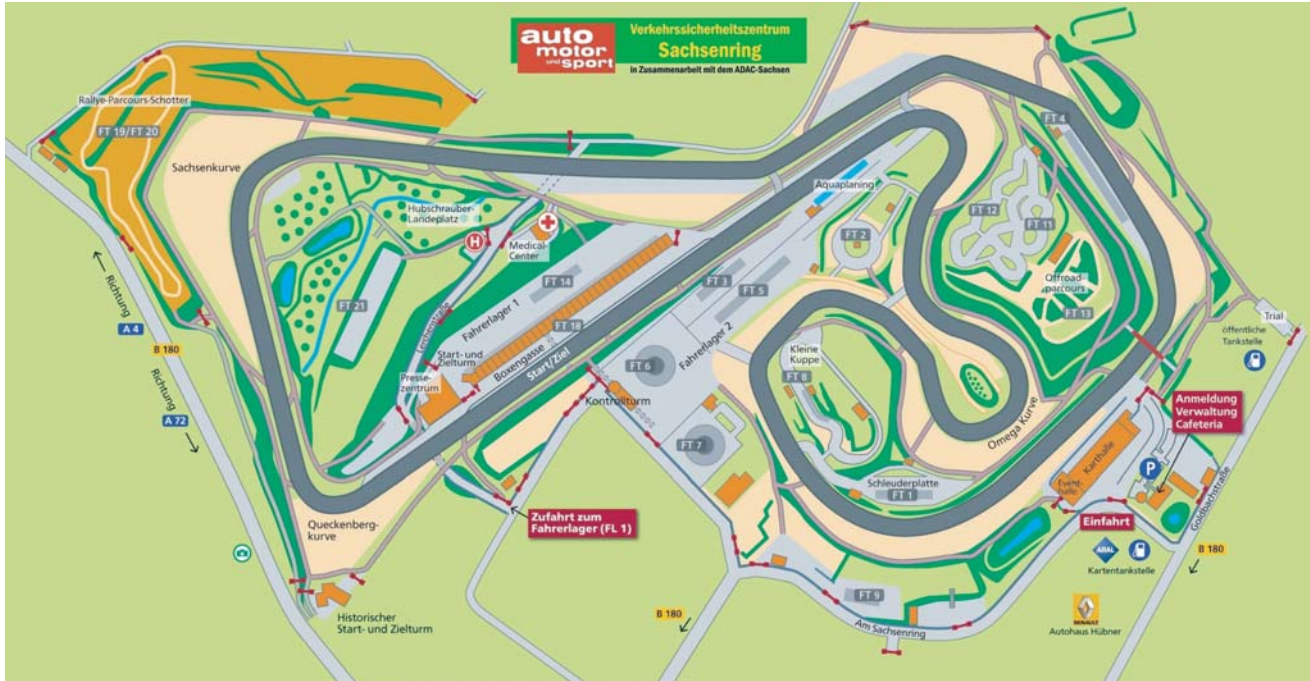 auto
motor
und
sport
Verkehrssicherheitszentrum
Sachsenring
in Zusammenarbeit mit dem ADAC-Sachsen
Rallye-Parcours-Schotter
FT 19/FT 20
Sachsenkurve
Hubschrauber-
Landeplatz
H
Medical-
Center
Aquaplaning
FT 4
FT 12
FT 11
FT 2
Offroad-
parcours
FT 13
FT 14
FT 3
FT 5
FT 21
Fahrerlager 1
FT 18
Lerchenstraße
Start- und
Zielturm
Boxengasse
Start/Ziel
Presse-
zentrum
Fahrerlager 2
FT 6
Kontrollturm
FT 7
Kleine
Kuppe
FT 8
Omega Kurve
Schleuderplatte
FT 1
Trial
öffentliche
Tankstelle
Anmeldung
Verwaltung
Cafeteria
Karthalle
Event-
halle
P
Goldbachstraße
Einfahrt
ARAL
Kartentankstelle
B 180
RENAULT
Autohaus Hübner
Richtung
A 4
B 180
Richtung
A 72
Queckenberg-
kurve
Zufahrt zum
Fahrerlager (FL 1)
Historischer
Start- und Zielturm
B 180
FT 9
Am Sachsenring